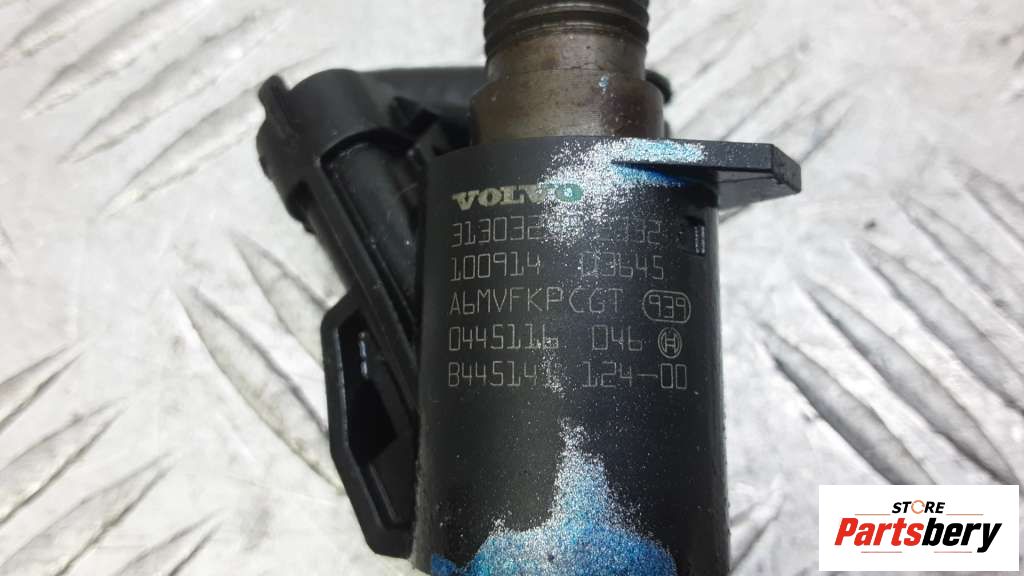 VOLVO
100914 03645
A6MVFKPCGT 939
0445116 046 H
124-00
STORE
Partsbery